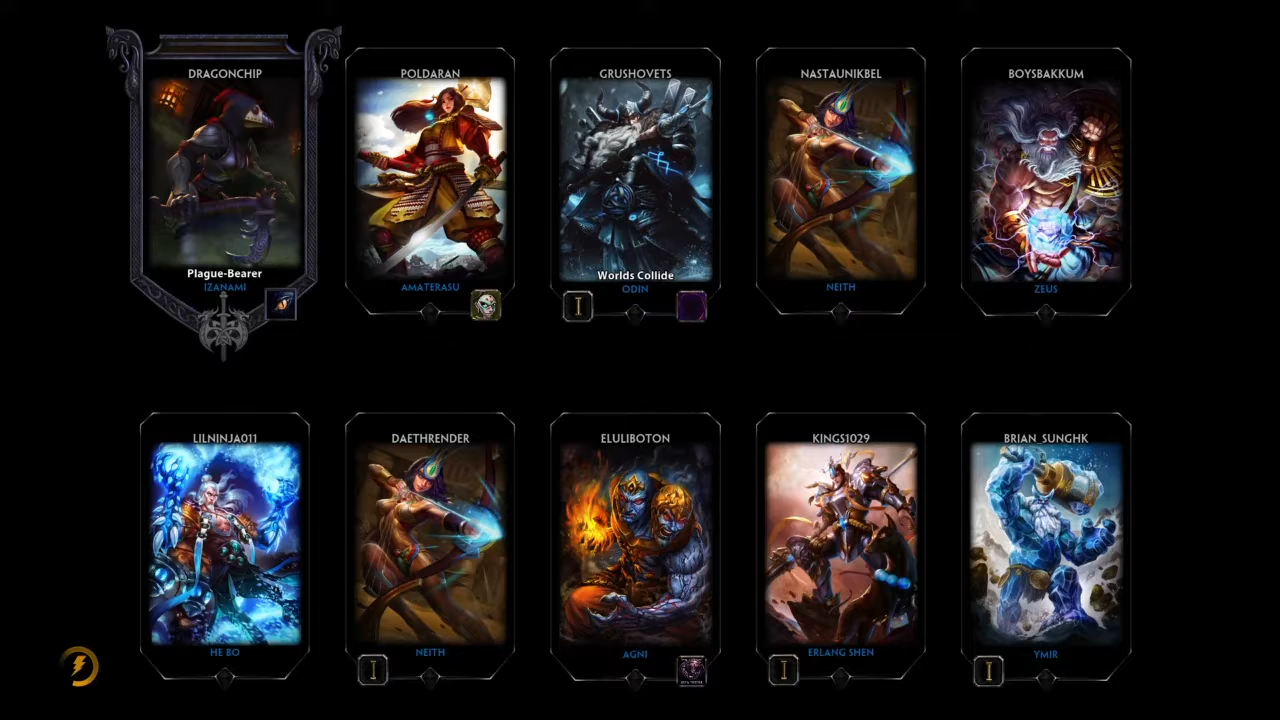 DRAGONCHIP
Plague-Bearer
IZANAMI
POLDARAN
AMATERASU
GRUSHOVETS
Worlds Collide
ODIN
I
NASTAUNIKBEL
NEITH
BOYSBAKKUM
ZEUS
LILNINJA011
HE BO
DAETHRENDER
NEITH
I
ELULIBOTON
AGNI
KINGS1029
ERLANG SHEN
I
BRIAN_SUNGHK
YMIR
I